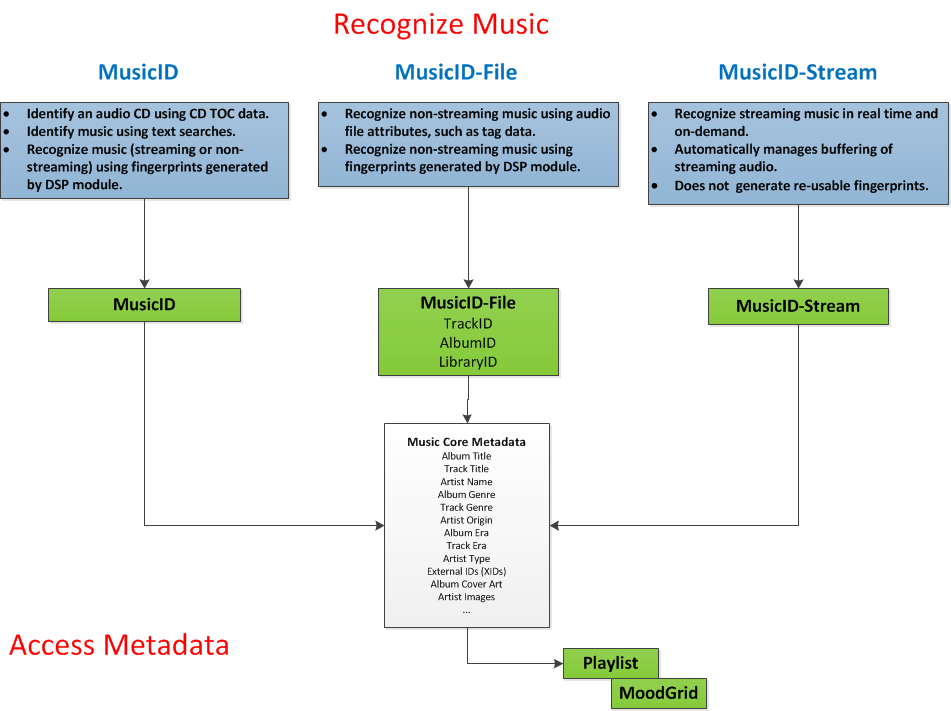 Recognize Music
MusicID
• Identify an audio CD using CD TOC data.
• Identify music using text searches.
• Recognize music (streaming or non-
streaming) using fingerprints generated
by DSP module.
MusicID-File
• Recognize non-streaming music using audio
file attributes, such as tag data.
• Recognize non-streaming music using
fingerprints generated by DSP module.
MusicID-Stream
• Recognize streaming music in real time and
on-demand.
• Automatically manages buffering of
streaming audio.
• Does not generate re-usable fingerprints.
MusicID
MusicID-File
TrackID
AlbumID
LibraryID
MusicID-Stream
Music Core Metadata
Album Title
Track Title
Artist Name
Album Genre
Track Genre
Artist Origin
Album Era
Track Era
Artist Type
External IDs (XIDs)
Album Cover Art
Artist Images
...
Access Metadata
Playlist
MoodGrid